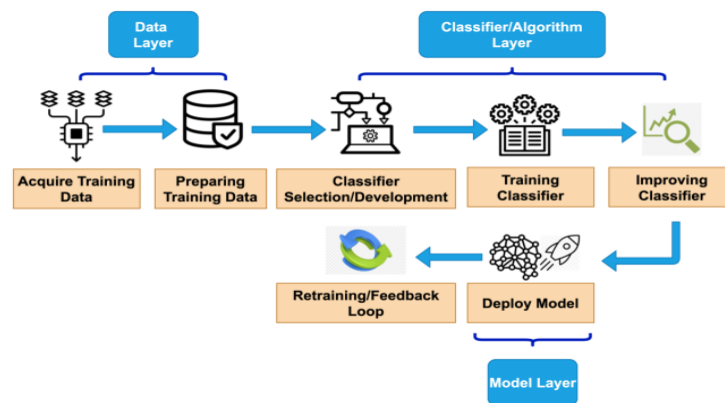 Data
Layer
Classifier/Algorithm
Layer
Acquire Training
Data
Preparing
Training Data
Classifier
Selection/Development
Training
Classifier
Improving
Classifier
Retraining/Feedback
Loop
Deploy Model
Model Layer